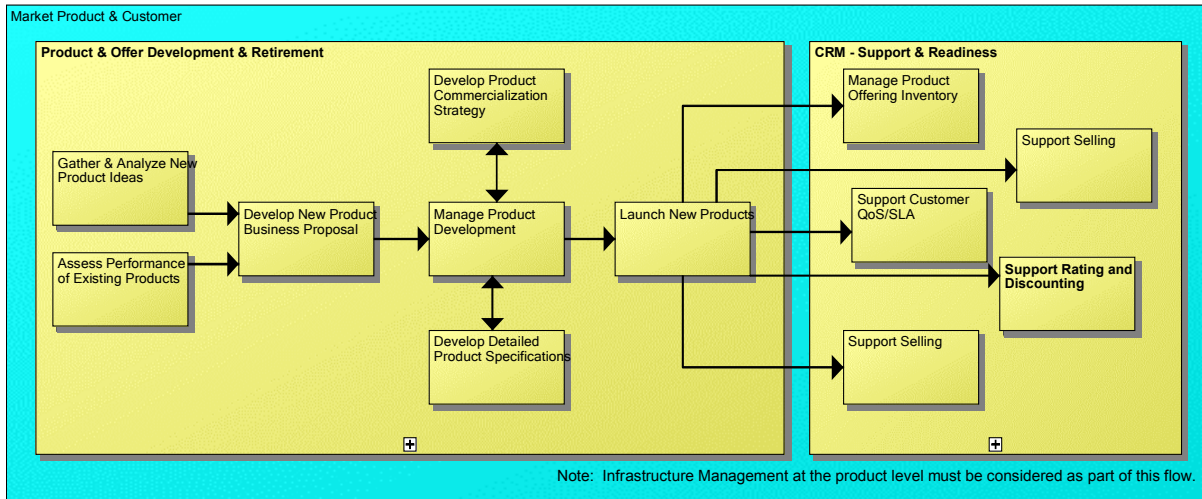 Market Product & Customer
Product & Offer Development & Retirement
Develop Product
Commercialization
Strategy
Gather & Analyze New
Product Ideas
Develop New Product
Business Proposal
Manage Product
Development
Launch New Products
Assess Performance
of Existing Products
Develop Detailed
Product Specifications
CRM - Support & Readiness
Manage Product
Offering Inventory
Support Selling
Support Customer
QoS/SLA
Support Rating and
Discounting
Support Selling
Note: Infrastructure Management at the product level must be considered as part of this flow.